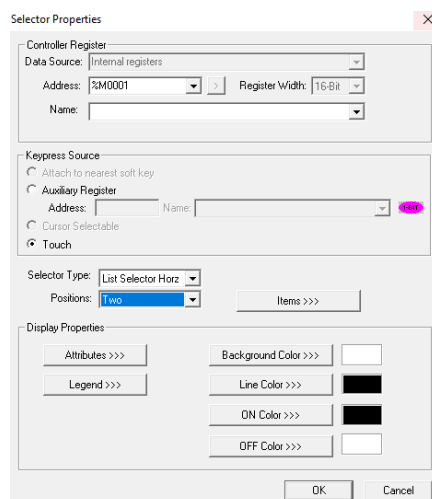 Selector Properties
Controller Register
Data Source: Internal registers
Address: %M0001 > Register Width: 16-Bit
Name:
Keypress Source
Attach to nearest soft key
Auxiliary Register
Address: Name: 1-BIT
Cursor Selectable
Touch
Selector Type: List Selector Horz
Positions: Two Items >>>
Display Properties
Attributes >>> Background Color >>>
Legend >>> Line Color >>>
ON Color >>>
OFF Color >>>
OK Cancel